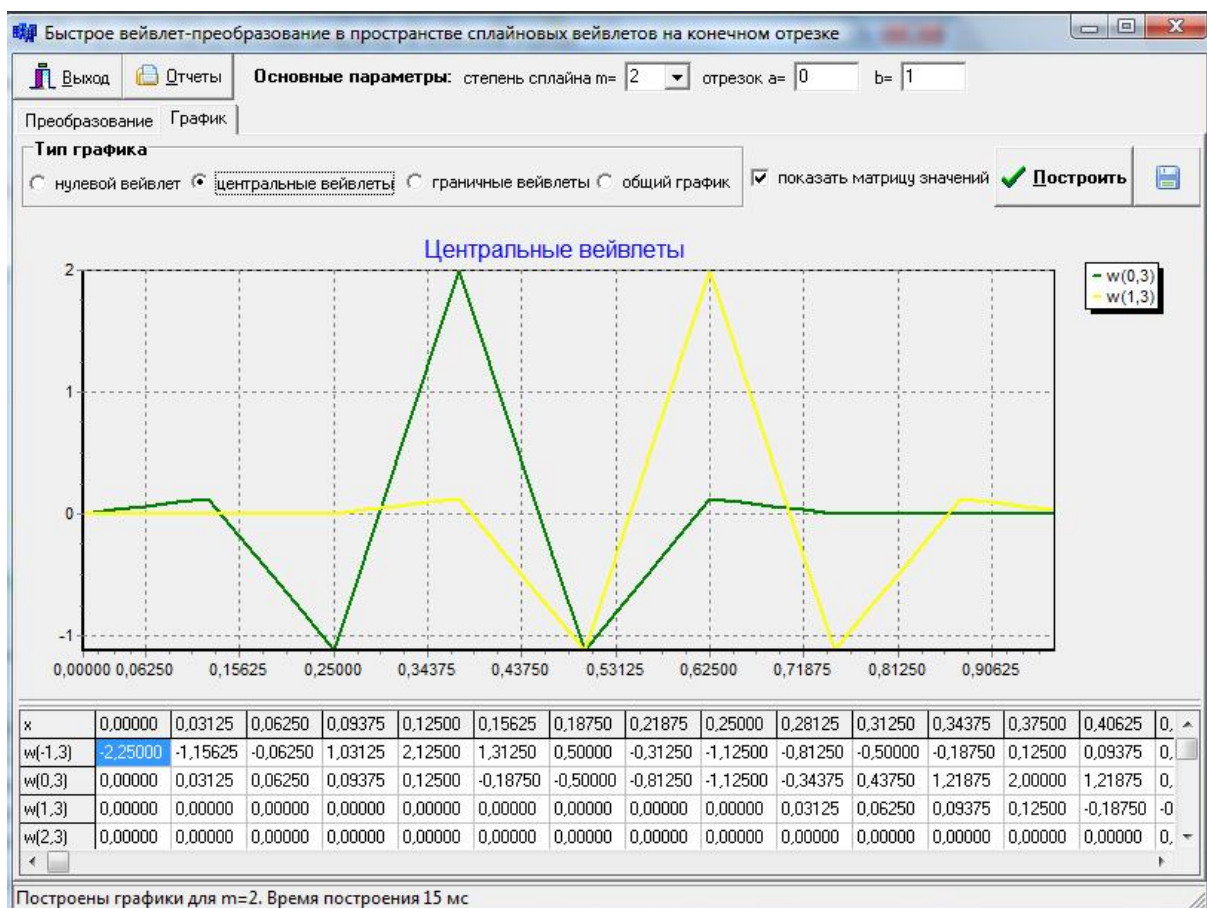 Быстрое вейвлет-преобразование в пространстве сплайновых вейвлетов на конечном отрезке
Выход Отчеты Основные параметры: степень сплайна m= 2 отрезок a= 0 b= 1
Преобразование График
Тип графика
нулевой вейвлет центральные вейвлеты граничные вейвлеты общий график показать матрицу значений Построить
Центральные вейвлеты
w(0,3)
w(1,3)
2
1
0
-1
0,00000 0,06250 0,15625 0,25000 0,34375 0,43750 0,53125 0,62500 0,71875 0,81250 0,90625
x 0,00000 0,03125 0,06250 0,09375 0,12500 0,15625 0,18750 0,21875 0,25000 0,28125 0,31250 0,34375 0,37500 0,40625 0,
w(-1,3) -2,25000 -1,15625 -0,06250 1,03125 2,12500 1,31250 0,50000 -0,31250 -1,12500 -0,81250 -0,50000 -0,18750 0,12500 0,09375 0,
w(0,3) 0,00000 0,03125 0,06250 0,09375 0,12500 -0,18750 -0,50000 -0,81250 -1,12500 -0,34375 0,43750 1,21875 2,00000 1,21875 0,
w(1,3) 0,00000 0,00000 0,00000 0,00000 0,00000 0,00000 0,00000 0,00000 0,00000 0,03125 0,06250 0,09375 0,12500 -0,18750 -0
w(2,3) 0,00000 0,00000 0,00000 0,00000 0,00000 0,00000 0,00000 0,00000 0,00000 0,00000 0,00000 0,00000 0,00000 0,00000 0,
Построены графики для m=2. Время построения 15 мс